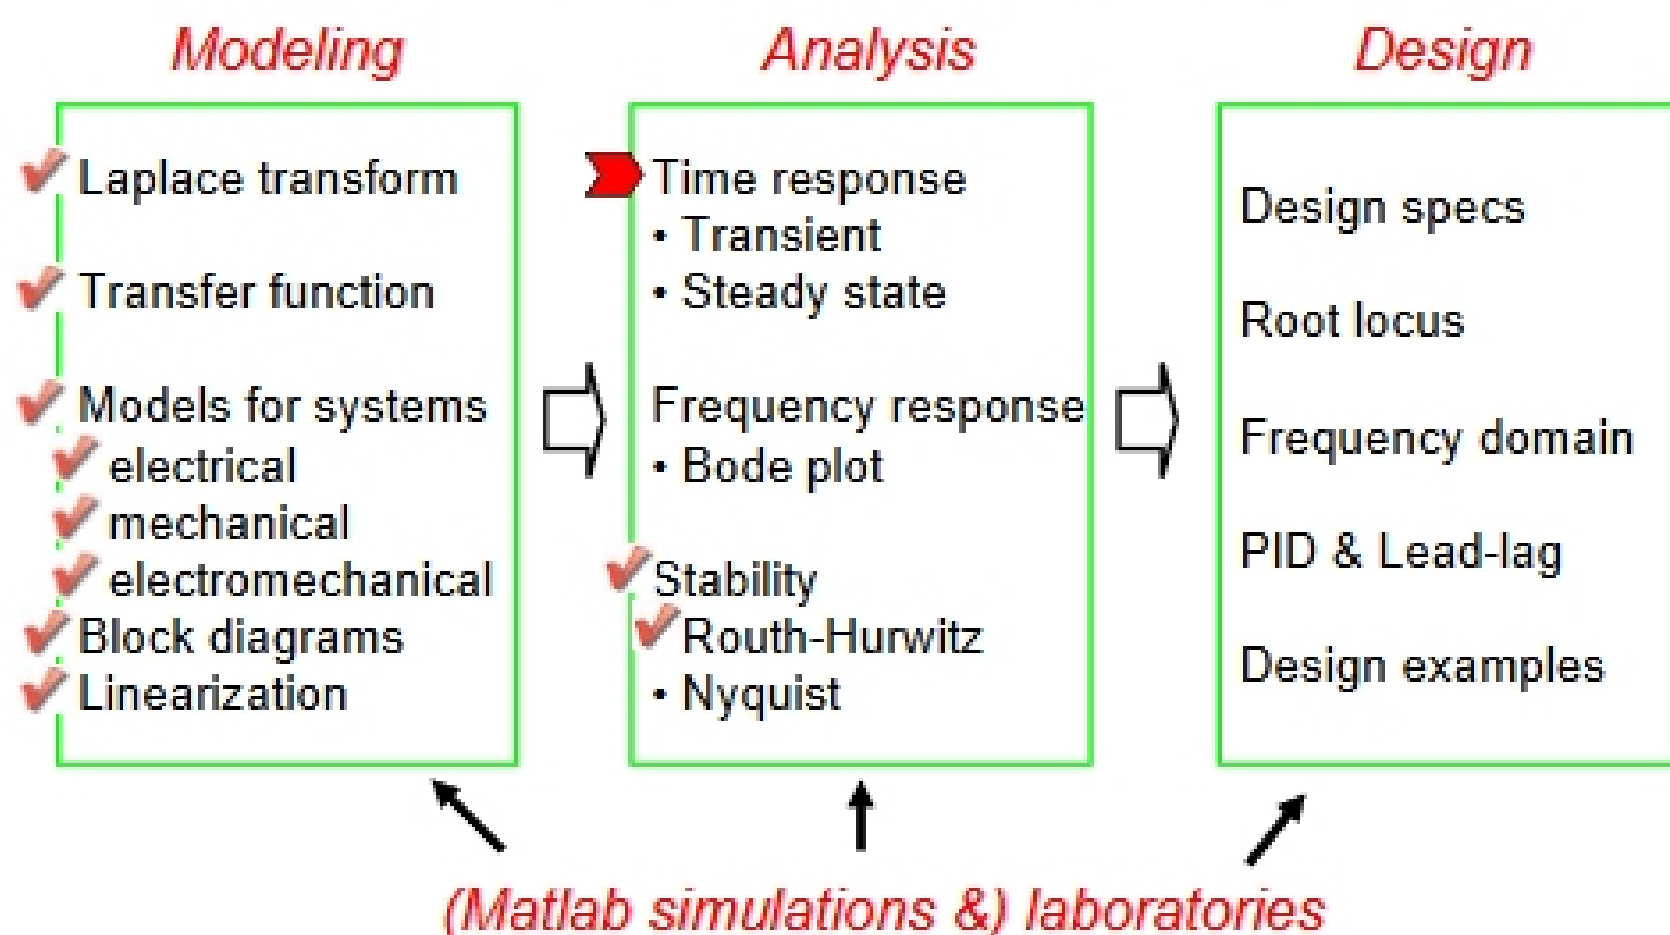 Modeling
Laplace transform
Transfer function
Models for systems
electrical
mechanical
electromechanical
Block diagrams
Linearization
Analysis
Time response
• Transient
• Steady state
Frequency response
• Bode plot
Stability
Routh-Hurwitz
• Nyquist
Design
Design specs
Root locus
Frequency domain
PID & Lead-lag
Design examples
(Matlab simulations &) laboratories